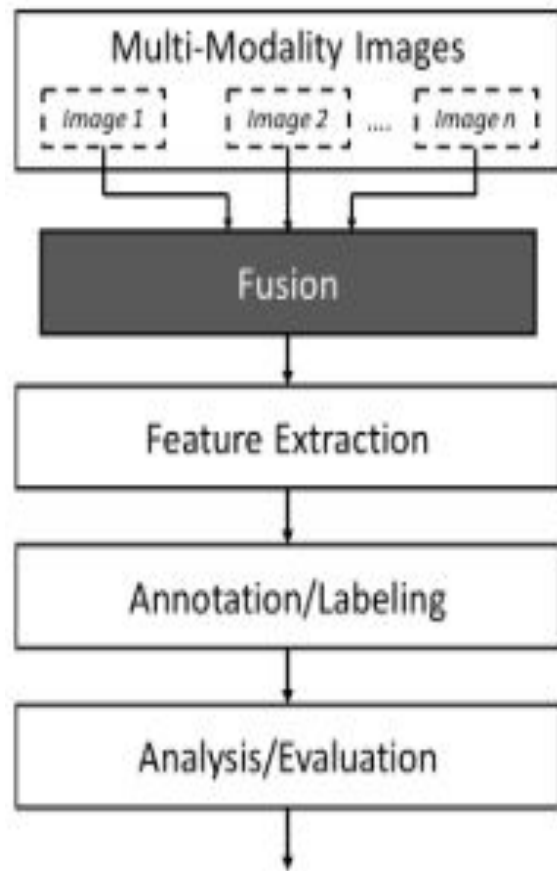 Multi-Modality Images
Image 1 Image 2 .... Image n
Fusion
Feature Extraction
Annotation/Labeling
Analysis/Evaluation